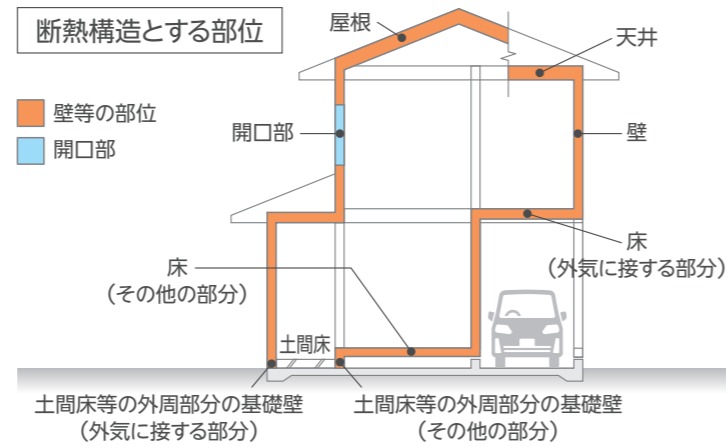 断熱構造とする部位
壁等の部位
開口部
屋根
天井
開口部
壁
床
(外気に接する部分)
床
(その他の部分)
土間床
土間床等の外周部分の基礎壁
(外気に接する部分)
土間床等の外周部分の基礎壁
(その他の部分)